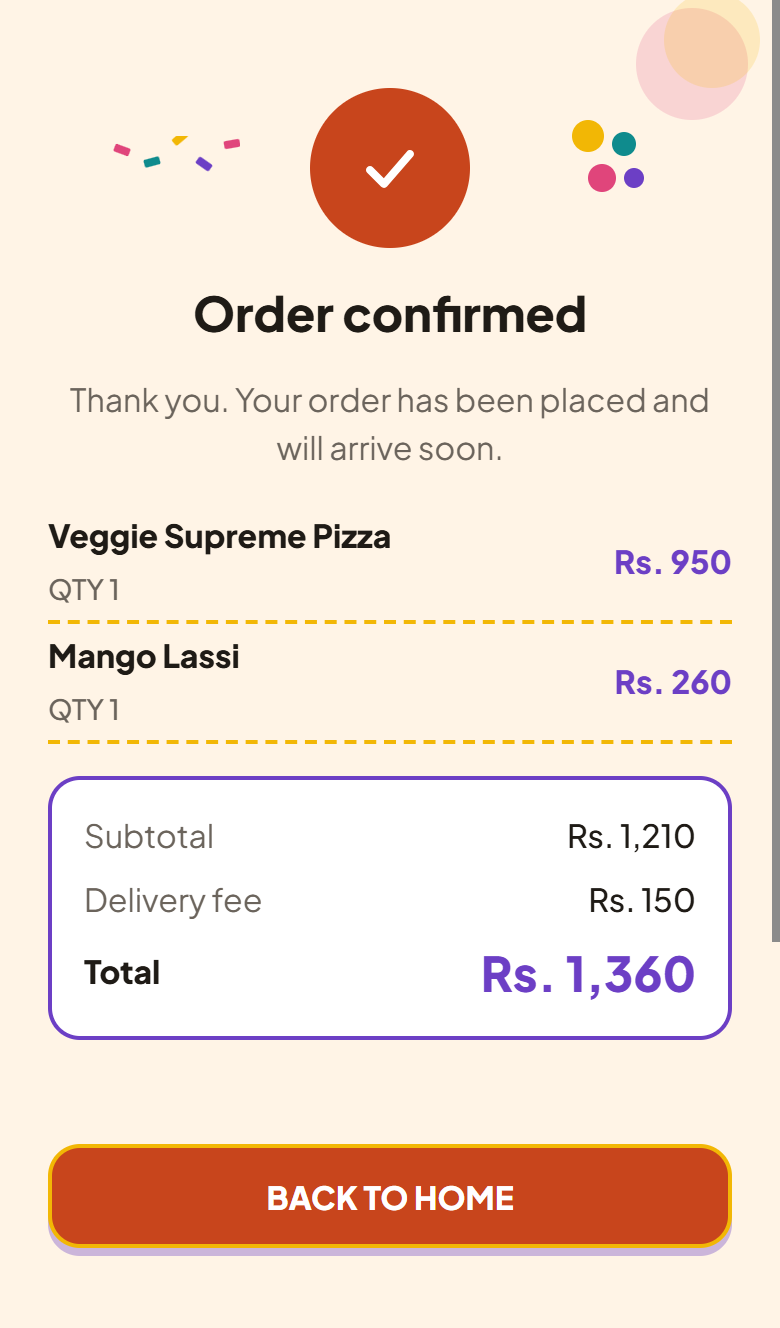 Order confirmed
Thank you. Your order has been placed and
will arrive soon.
Veggie Supreme Pizza
QTY 1
Rs. 950
Mango Lassi
QTY 1
Rs. 260
Subtotal Rs. 1,210
Delivery fee Rs. 150
Total Rs. 1,360
BACK TO HOME